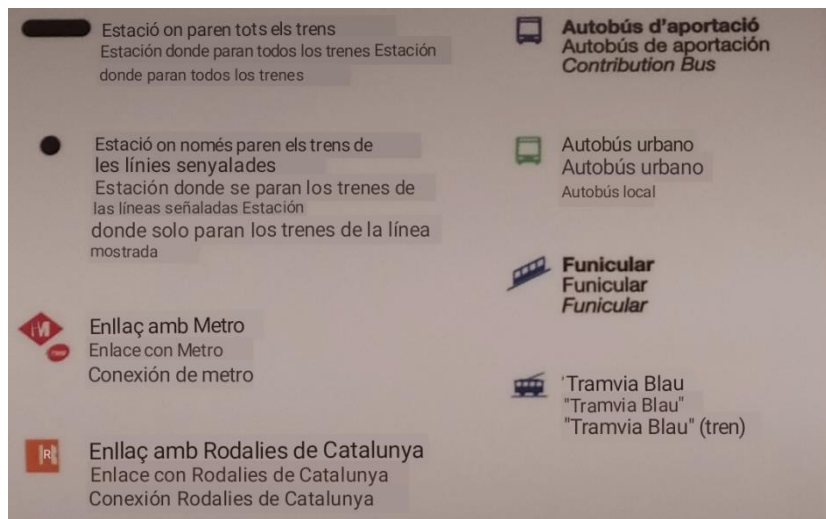 Estació on paren tots els trens
Estación donde paran todos los trenes Estación
donde paran todos los trenes
Estació on només paren els trens de
les línies senyalades
Estación donde se paran los trenes de
las líneas señaladas Estación
donde solo paran los trenes de la línea
mostrada
M
Enllaç amb Metro
Enlace con Metro
Conexión de metro
R
Enllaç amb Rodalies de Catalunya
Enlace con Rodalies de Catalunya
Conexión Rodalies de Catalunya
Autobús d'aportació
Autobús de aportación
Contribution Bus
Autobús urbano
Autobús urbano
Autobús local
Funicular
Funicular
Funicular
'Tramvia Blau
"Tramvia Blau"
"Tramvia Blau" (tren)